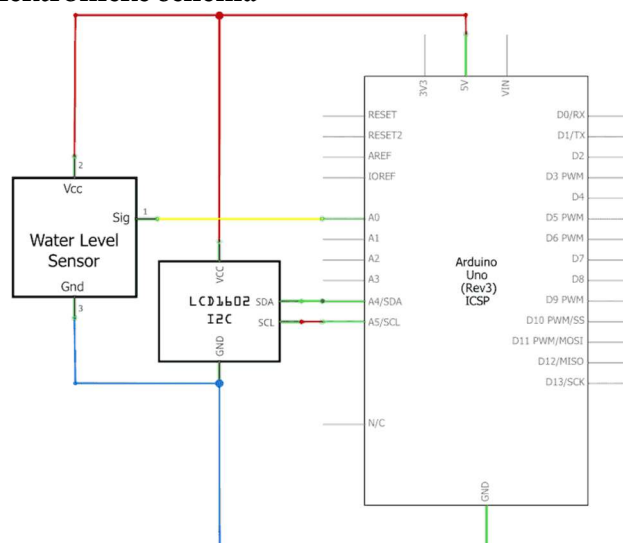 3V3
5V
VIN
RESET
RESET2
AREF
IOREF
A0
A1
A2
A3
A4/SDA
A5/SCL
N/C
Arduino
Uno
(Rev3)
ICSP
D0/RX
D1/TX
D2
D3 PWM
D4
D5 PWM
D6 PWM
D7
D8
D9 PWM
D10 PWM/SS
D11 PWM/MOSI
D12/MISO
D13/SCK
GND
2
Vcc
Sig
1
Water Level
Sensor
Gnd
3
VCC
LCD1602
I2C
SDA
SCL
GND